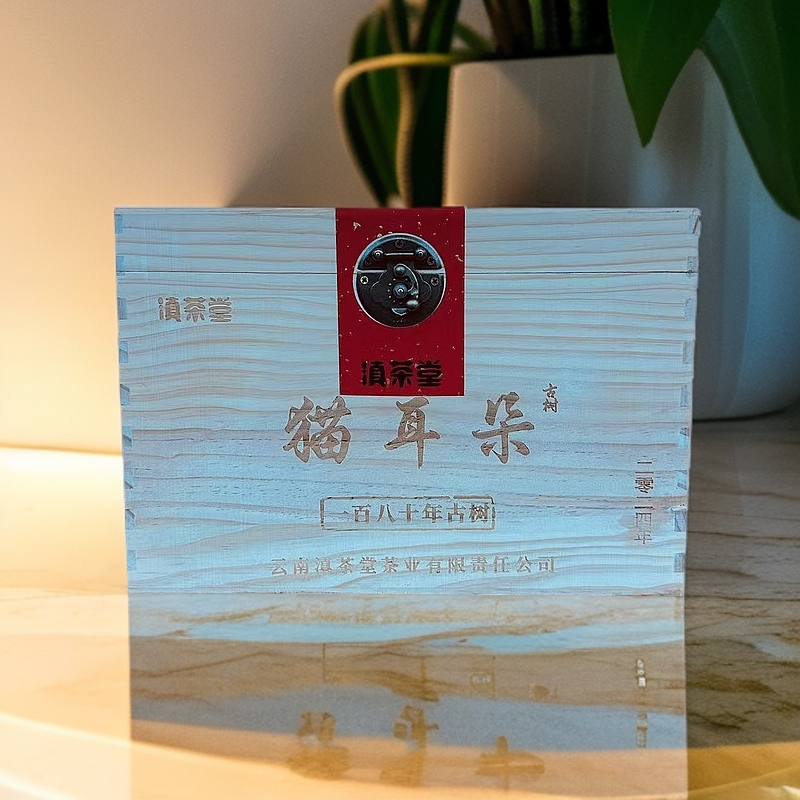 滇茶堂
滇茶堂
猫耳朵
古树
一百八十年古树
云南滇茶堂茶业有限责任公司
二零二四年